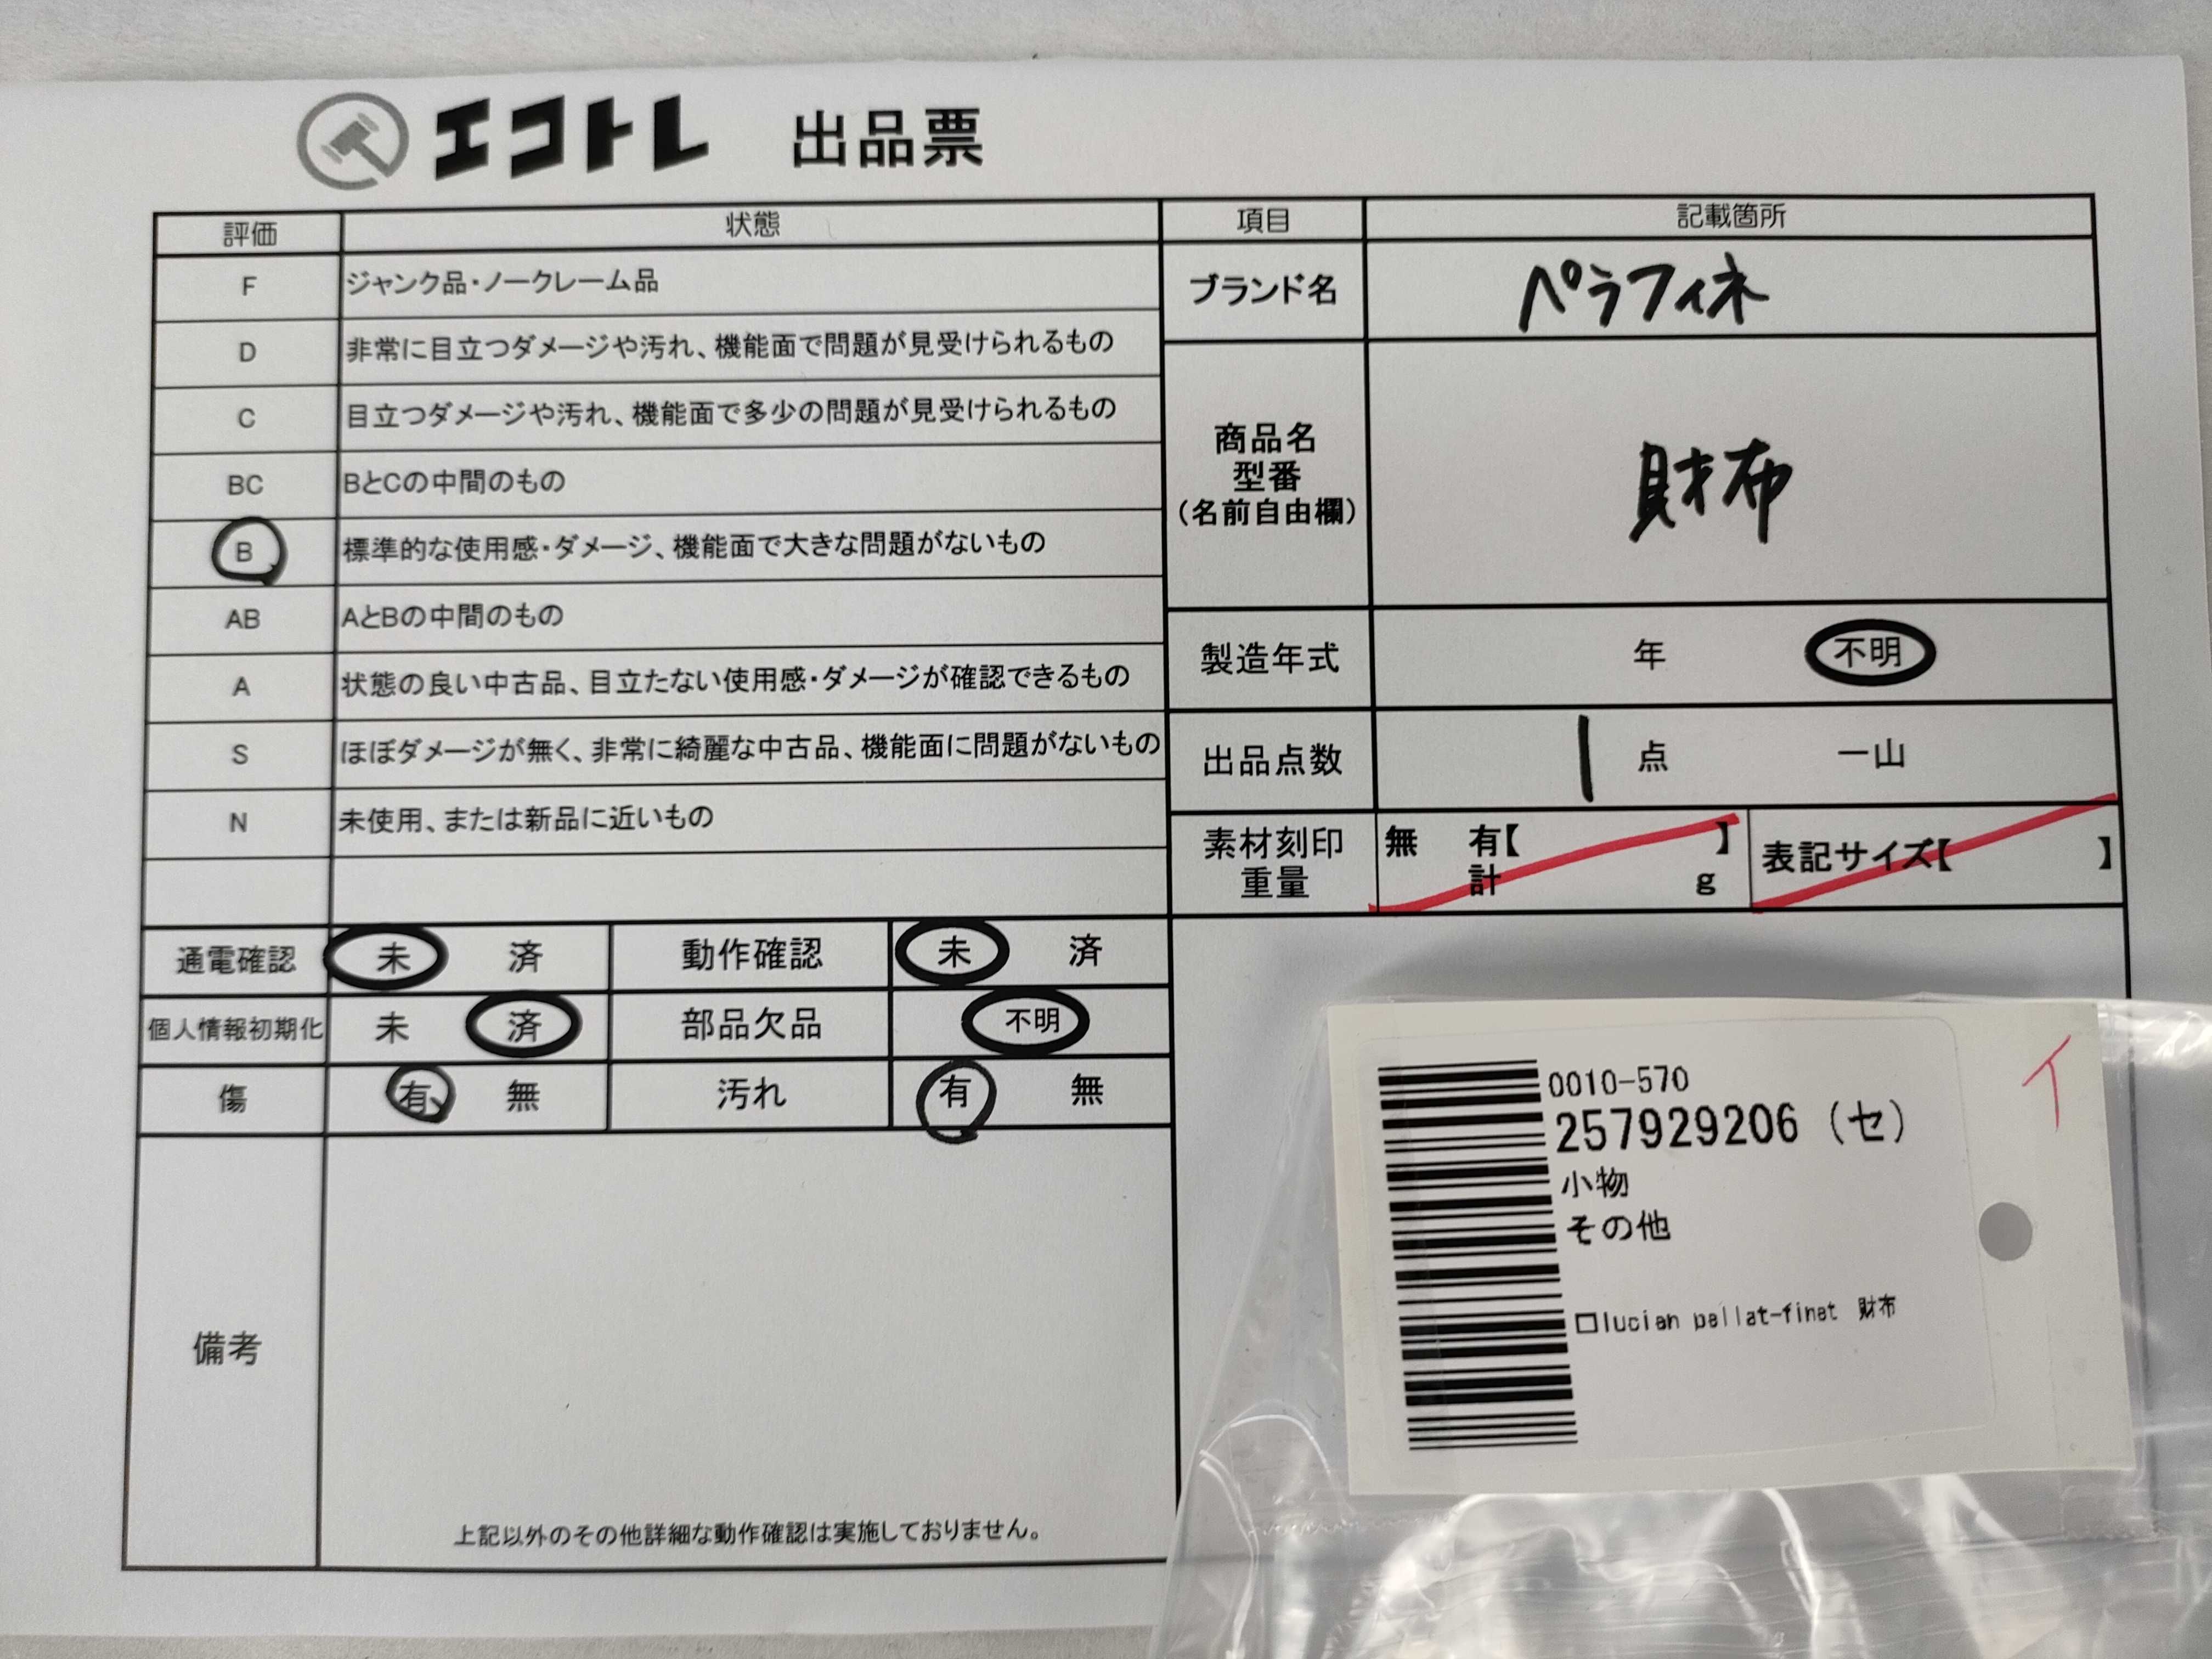 エコトレ 出品票
評価 状態 項目 記載箇所
F ジャンク品・ノークレーム品
D 非常に目立つダメージや汚れ、機能面で問題が見受けられるもの
C 目立つダメージや汚れ、機能面で多少の問題が見受けられるもの
BC BとCの中間のもの
B 標準的な使用感・ダメージ、機能面で大きな問題がないもの
AB AとBの中間のもの
A 状態の良い中古品、目立たない使用感・ダメージが確認できるもの
S ほぼダメージが無く、非常に綺麗な中古品、機能面に問題がないもの
N 未使用、または新品に近いもの
ブランド名 ペラフィネ
商品名
型番
（名前自由欄）
財布
製造年式 年 不明
出品点数 1 点 一山
素材刻印
重量
無 有【 】
計 g
表記サイズ【 】
通電確認 未 済 動作確認 未 済
個人情報初期化 未 済 部品欠品 不明
傷 有 無 汚れ 有 無
備考
上記以外のその他詳細な動作確認は実施しておりません。
イ
0010-570
257929206 (セ)
小物
その他
□lucien pellat-finet 財布